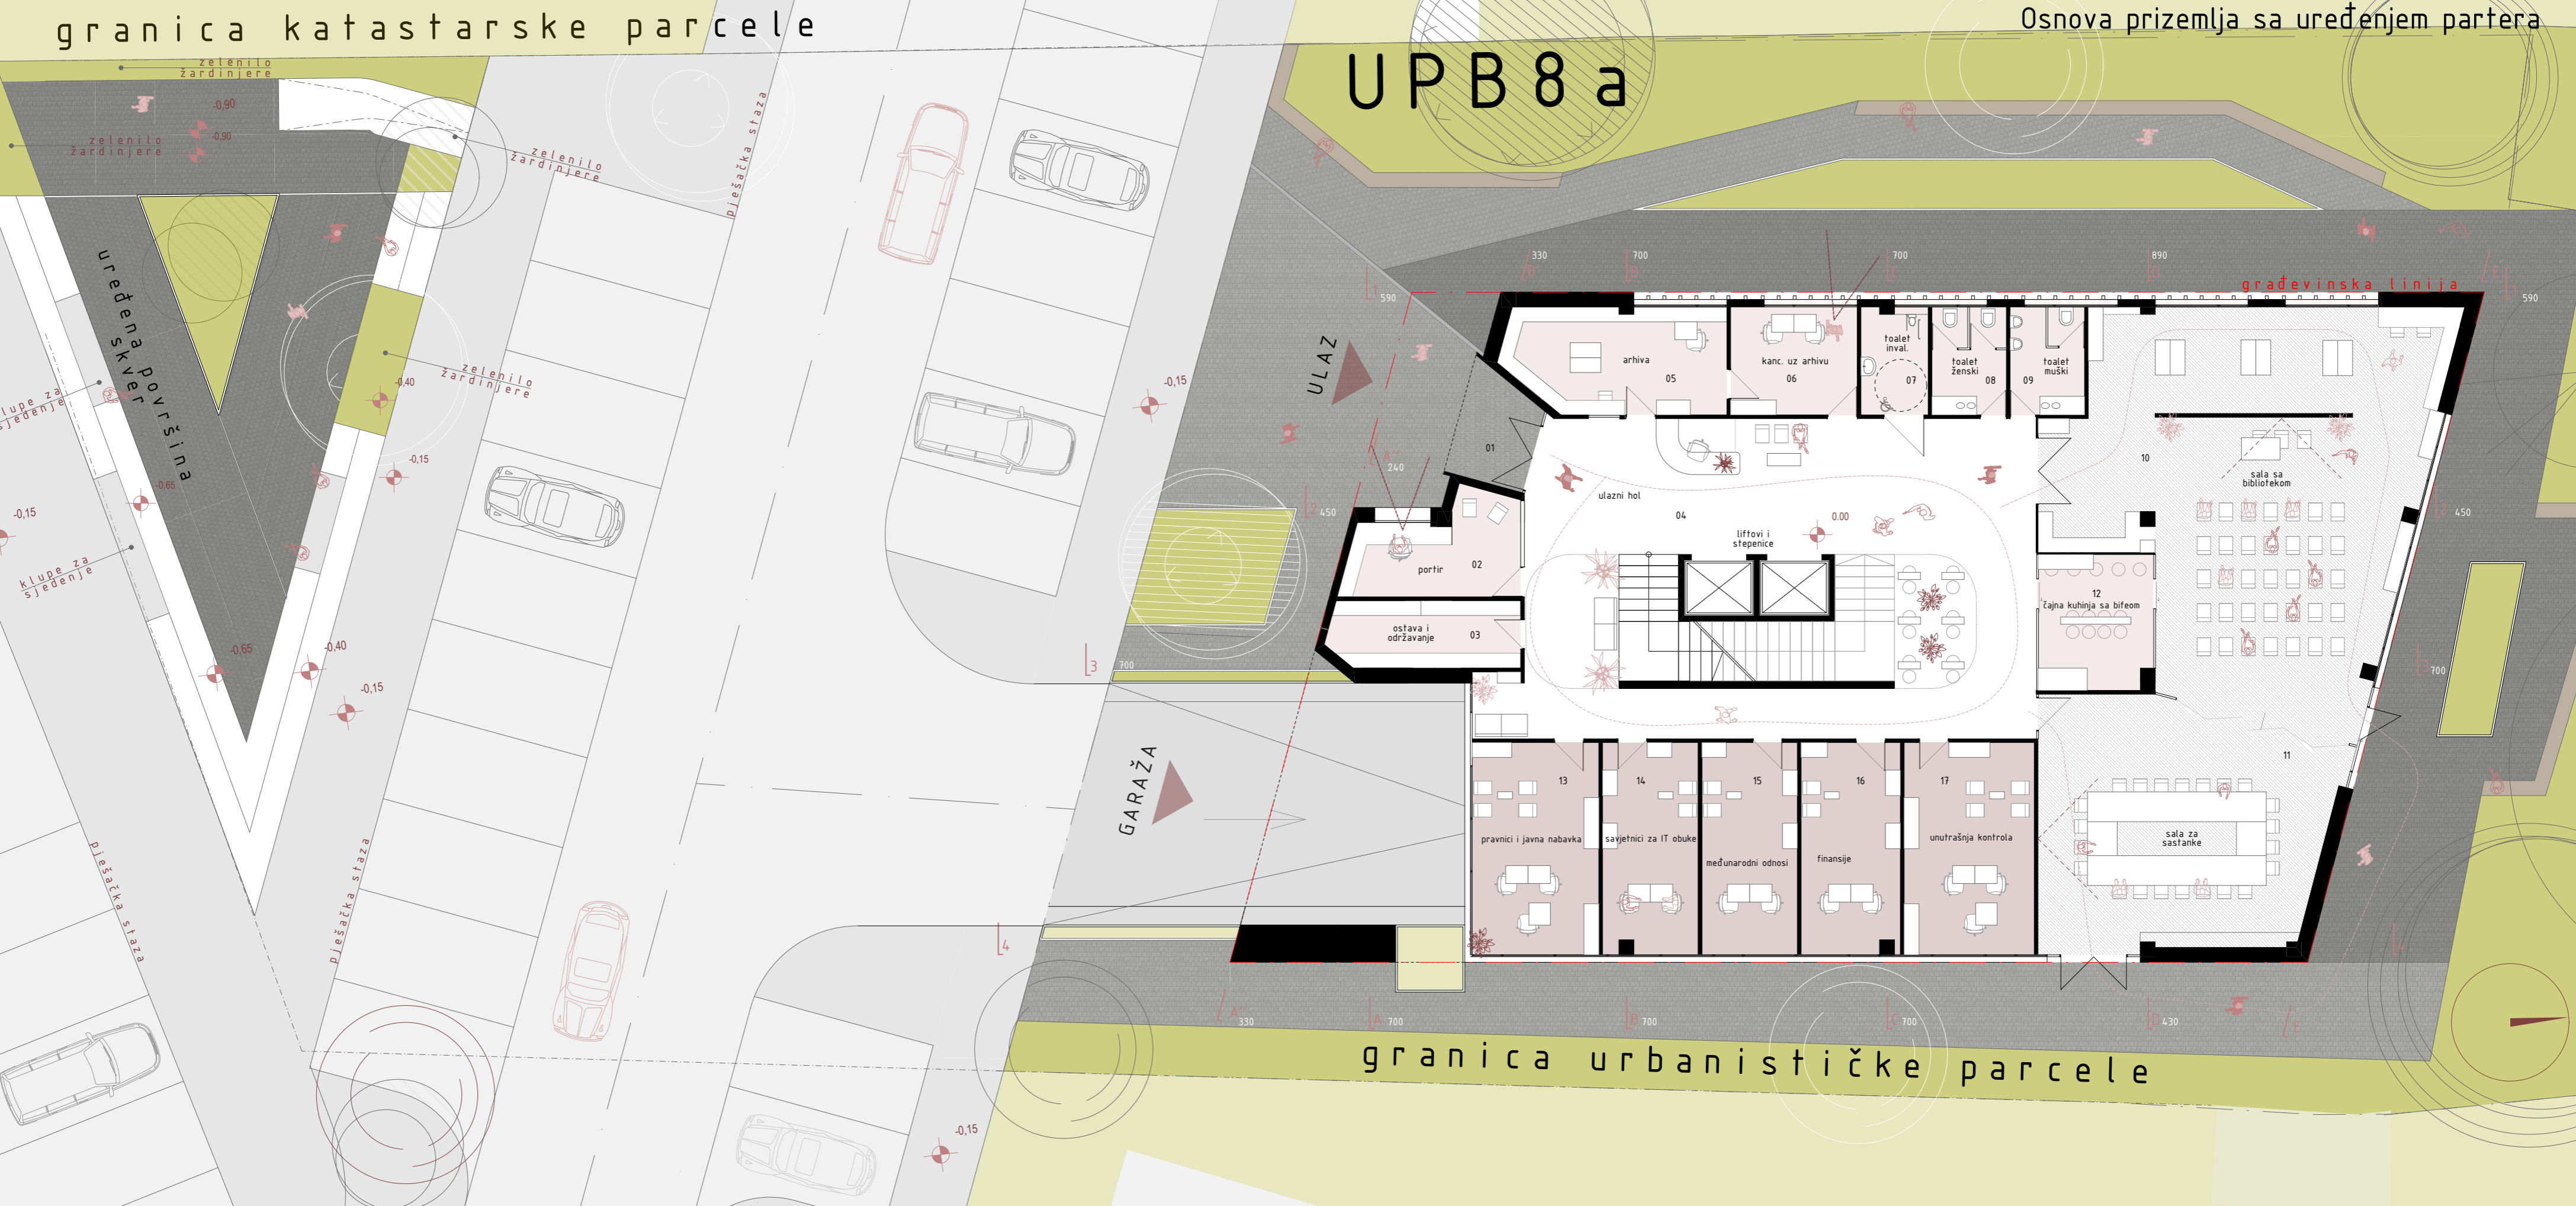 granica katastarske parcele
Osnova prizemlja sa uređenjem partera
UPB8a
zelenilo
žardinjere
-0,90
-0,90
zelenilo
žardinjere
zelenilo
žardinjere
pješačka staza
uređena površina
skver
-0,40
zelenilo
žardinjere
-0,15
-0.65
klupe za
sjedenje
-0,15
klupe za
sjedenje
-0,65
-0,40
-0,15
pješačka staza
pješačka staza
-0,15
ULAZ
GARAŽA
330
700
700
890
građevinska linija
590
590
240
450
450
700
700
3
4
arhiva
05
kanc. uz arhivu
06
toalet
inval.
07
toalet
ženski
08
09
toalet
muški
01
10
sala sa
bibliotekom
ulazni hol
04
0.00
liftovi i
stepenice
portir
02
ostava i
održavanje
03
12
čajna kuhinja sa bifeom
11
13
14
15
16
17
pravnici i javna nabavka
savjetnici za IT obuke
međunarodni odnosi
finansije
unutrašnja kontrola
sala za
sastanke
A'
330
A
700
B
700
C
700
D
430
E
granica urbanističke parcele
-0,15